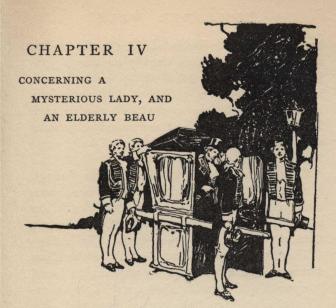 CHAPTER IV
CONCERNING A
MYSTERIOUS LADY, AND
AN ELDERLY BEAU